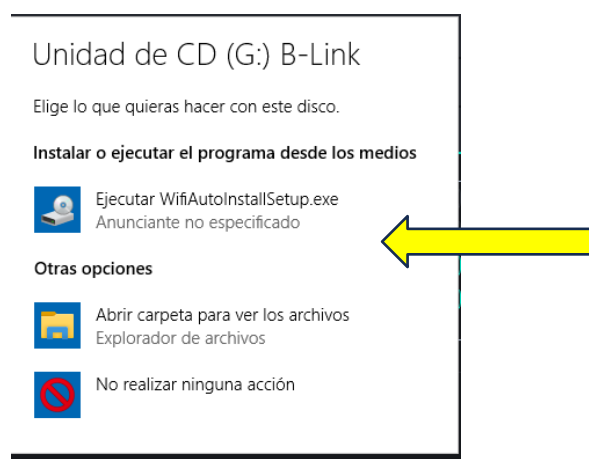 Unidad de CD (G:) B-Link
Elige lo que quieras hacer con este disco.
Instalar o ejecutar el programa desde los medios
Ejecutar WifiAutoInstallSetup.exe
Anunciante no especificado
Otras opciones
Abrir carpeta para ver los archivos
Explorador de archivos
No realizar ninguna acción